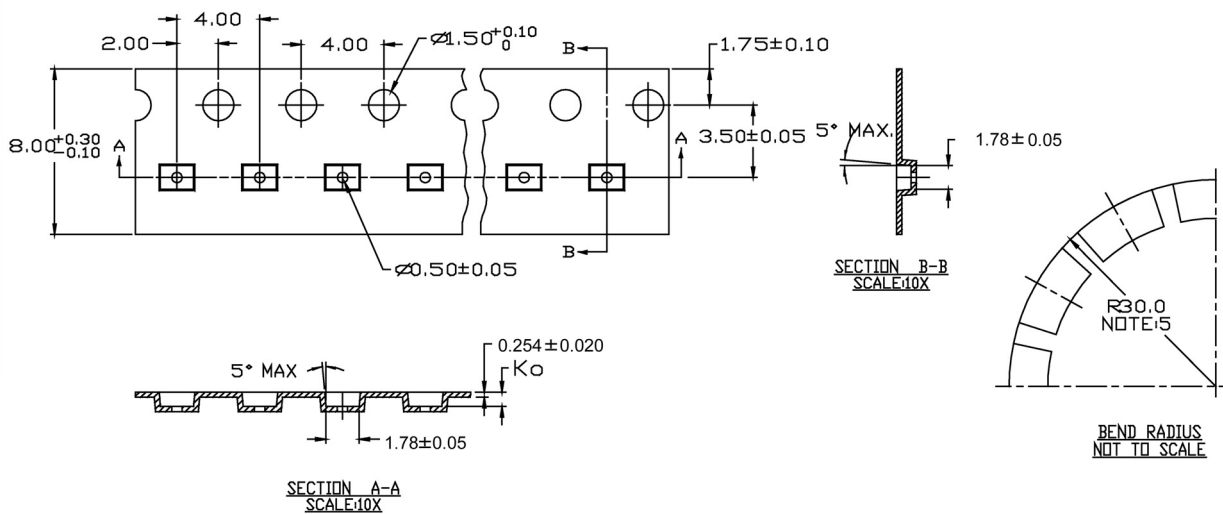 4.00
2.00
4.00
Ø1.50+0.10
0
B
1.75±0.10
8.00+0.30
-0.10
A
A
3.50±0.05
5° MAX.
1.78±0.05
B
Ø0.50±0.05
SECTION B-B
SCALE:10X
R30.0
NOTE:5
5° MAX
0.254±0.020
Ko
1.78±0.05
BEND RADIUS
NOT TO SCALE
SECTION A-A
SCALE:10X